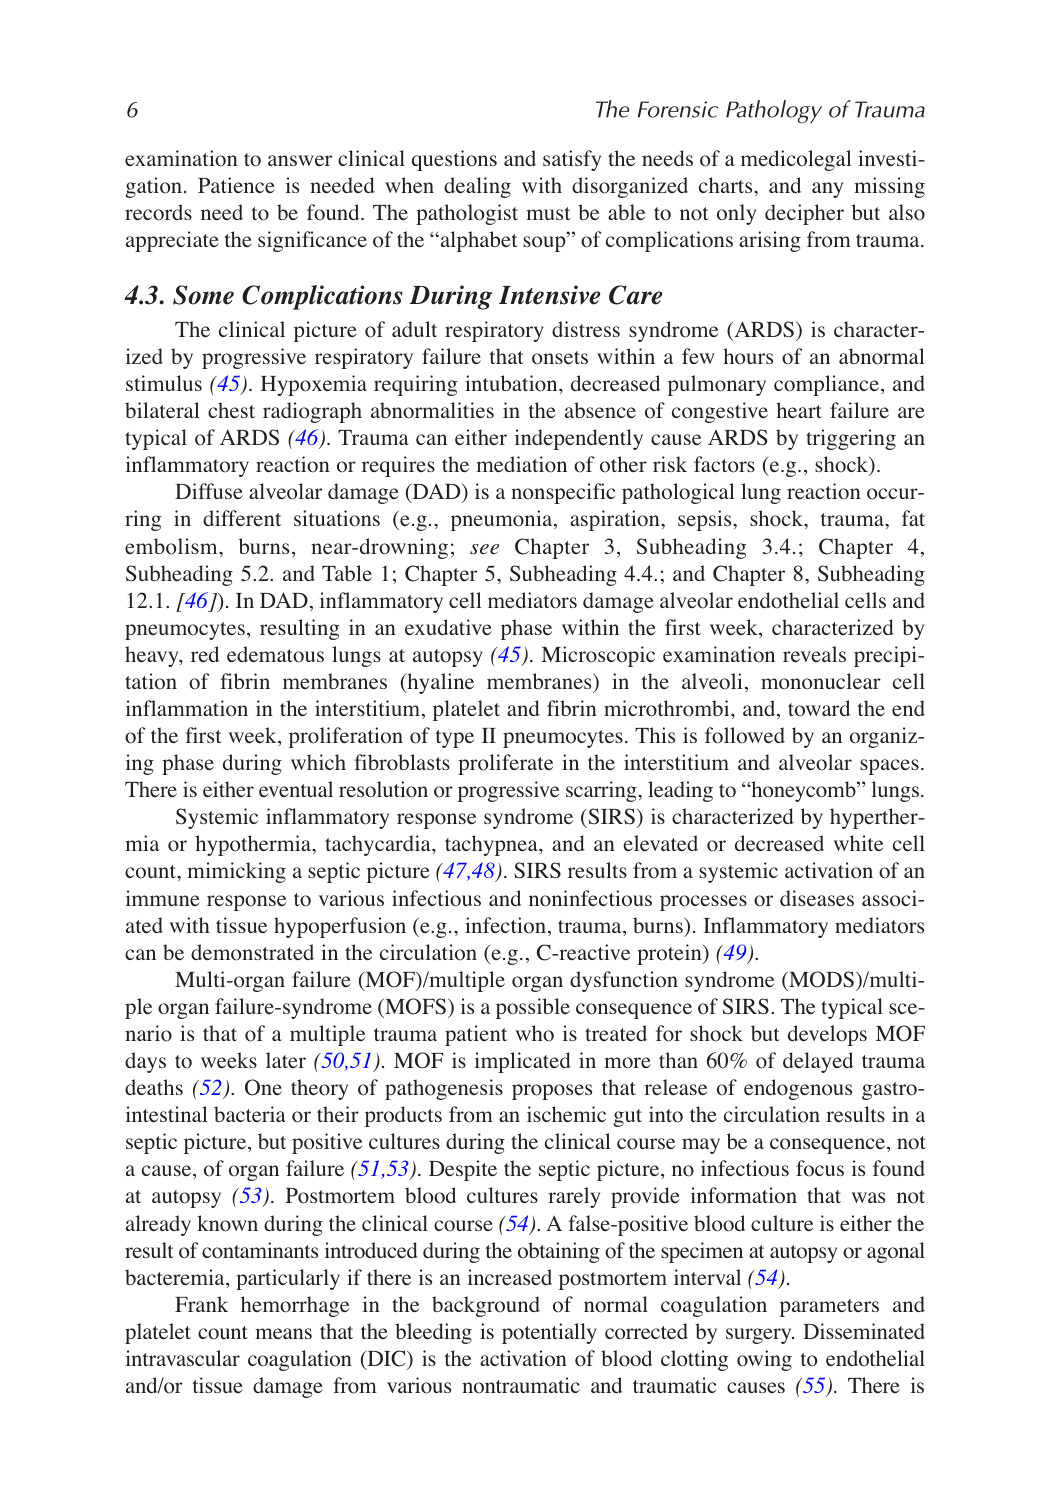 6
The Forensic Pathology of Trauma
examination to answer clinical questions and satisfy the needs of a medicolegal investi-
gation. Patience is needed when dealing with disorganized charts, and any missing
records need to be found. The pathologist must be able to not only decipher but also
appreciate the significance of the “alphabet soup” of complications arising from trauma.
4.3. Some Complications During Intensive Care
The clinical picture of adult respiratory distress syndrome (ARDS) is character-
ized by progressive respiratory failure that onsets within a few hours of an abnormal
stimulus (45). Hypoxemia requiring intubation, decreased pulmonary compliance, and
bilateral chest radiograph abnormalities in the absence of congestive heart failure are
typical of ARDS (46). Trauma can either independently cause ARDS by triggering an
inflammatory reaction or requires the mediation of other risk factors (e.g., shock).
Diffuse alveolar damage (DAD) is a nonspecific pathological lung reaction occur-
ring in different situations (e.g., pneumonia, aspiration, sepsis, shock, trauma, fat
embolism, burns, near-drowning; see Chapter 3, Subheading 3.4.; Chapter 4,
Subheading 5.2. and Table 1; Chapter 5, Subheading 4.4.; and Chapter 8, Subheading
12.1. [46]). In DAD, inflammatory cell mediators damage alveolar endothelial cells and
pneumocytes, resulting in an exudative phase within the first week, characterized by
heavy, red edematous lungs at autopsy (45). Microscopic examination reveals precipi-
tation of fibrin membranes (hyaline membranes) in the alveoli, mononuclear cell
inflammation in the interstitium, platelet and fibrin microthrombi, and, toward the end
of the first week, proliferation of type II pneumocytes. This is followed by an organiz-
ing phase during which fibroblasts proliferate in the interstitium and alveolar spaces.
There is either eventual resolution or progressive scarring, leading to “honeycomb” lungs.
Systemic inflammatory response syndrome (SIRS) is characterized by hyperther-
mia or hypothermia, tachycardia, tachypnea, and an elevated or decreased white cell
count, mimicking a septic picture (47,48). SIRS results from a systemic activation of an
immune response to various infectious and noninfectious processes or diseases associ-
ated with tissue hypoperfusion (e.g., infection, trauma, burns). Inflammatory mediators
can be demonstrated in the circulation (e.g., C-reactive protein) (49).
Multi-organ failure (MOF)/multiple organ dysfunction syndrome (MODS)/multi-
ple organ failure-syndrome (MOFS) is a possible consequence of SIRS. The typical sce-
nario is that of a multiple trauma patient who is treated for shock but develops MOF
days to weeks later (50,51). MOF is implicated in more than 60% of delayed trauma
deaths (52). One theory of pathogenesis proposes that release of endogenous gastro-
intestinal bacteria or their products from an ischemic gut into the circulation results in a
septic picture, but positive cultures during the clinical course may be a consequence, not
a cause, of organ failure (51,53). Despite the septic picture, no infectious focus is found
at autopsy (53). Postmortem blood cultures rarely provide information that was not
already known during the clinical course (54). A false-positive blood culture is either the
result of contaminants introduced during the obtaining of the specimen at autopsy or agonal
bacteremia, particularly if there is an increased postmortem interval (54).
Frank hemorrhage in the background of normal coagulation parameters and
platelet count means that the bleeding is potentially corrected by surgery. Disseminated
intravascular coagulation (DIC) is the activation of blood clotting owing to endothelial
and/or tissue damage from various nontraumatic and traumatic causes (55). There is